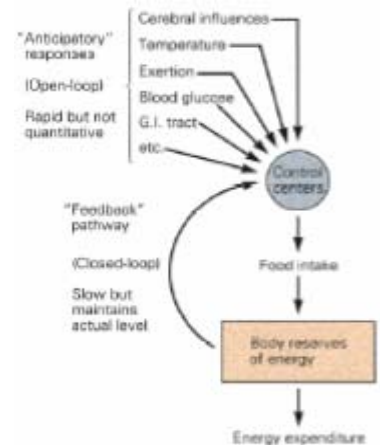 Cerebral influences
"Anticipatory"
responses
Temperature
(Open-loop)
Exertion
Blood glucose
Rapid but not
quantitative
G.I. tract
etc.
Control
centers
"Feedback"
pathway
(Closed-loop)
Slow but
maintains
actual level
Food intake
Body reserves
of energy
Energy expenditure